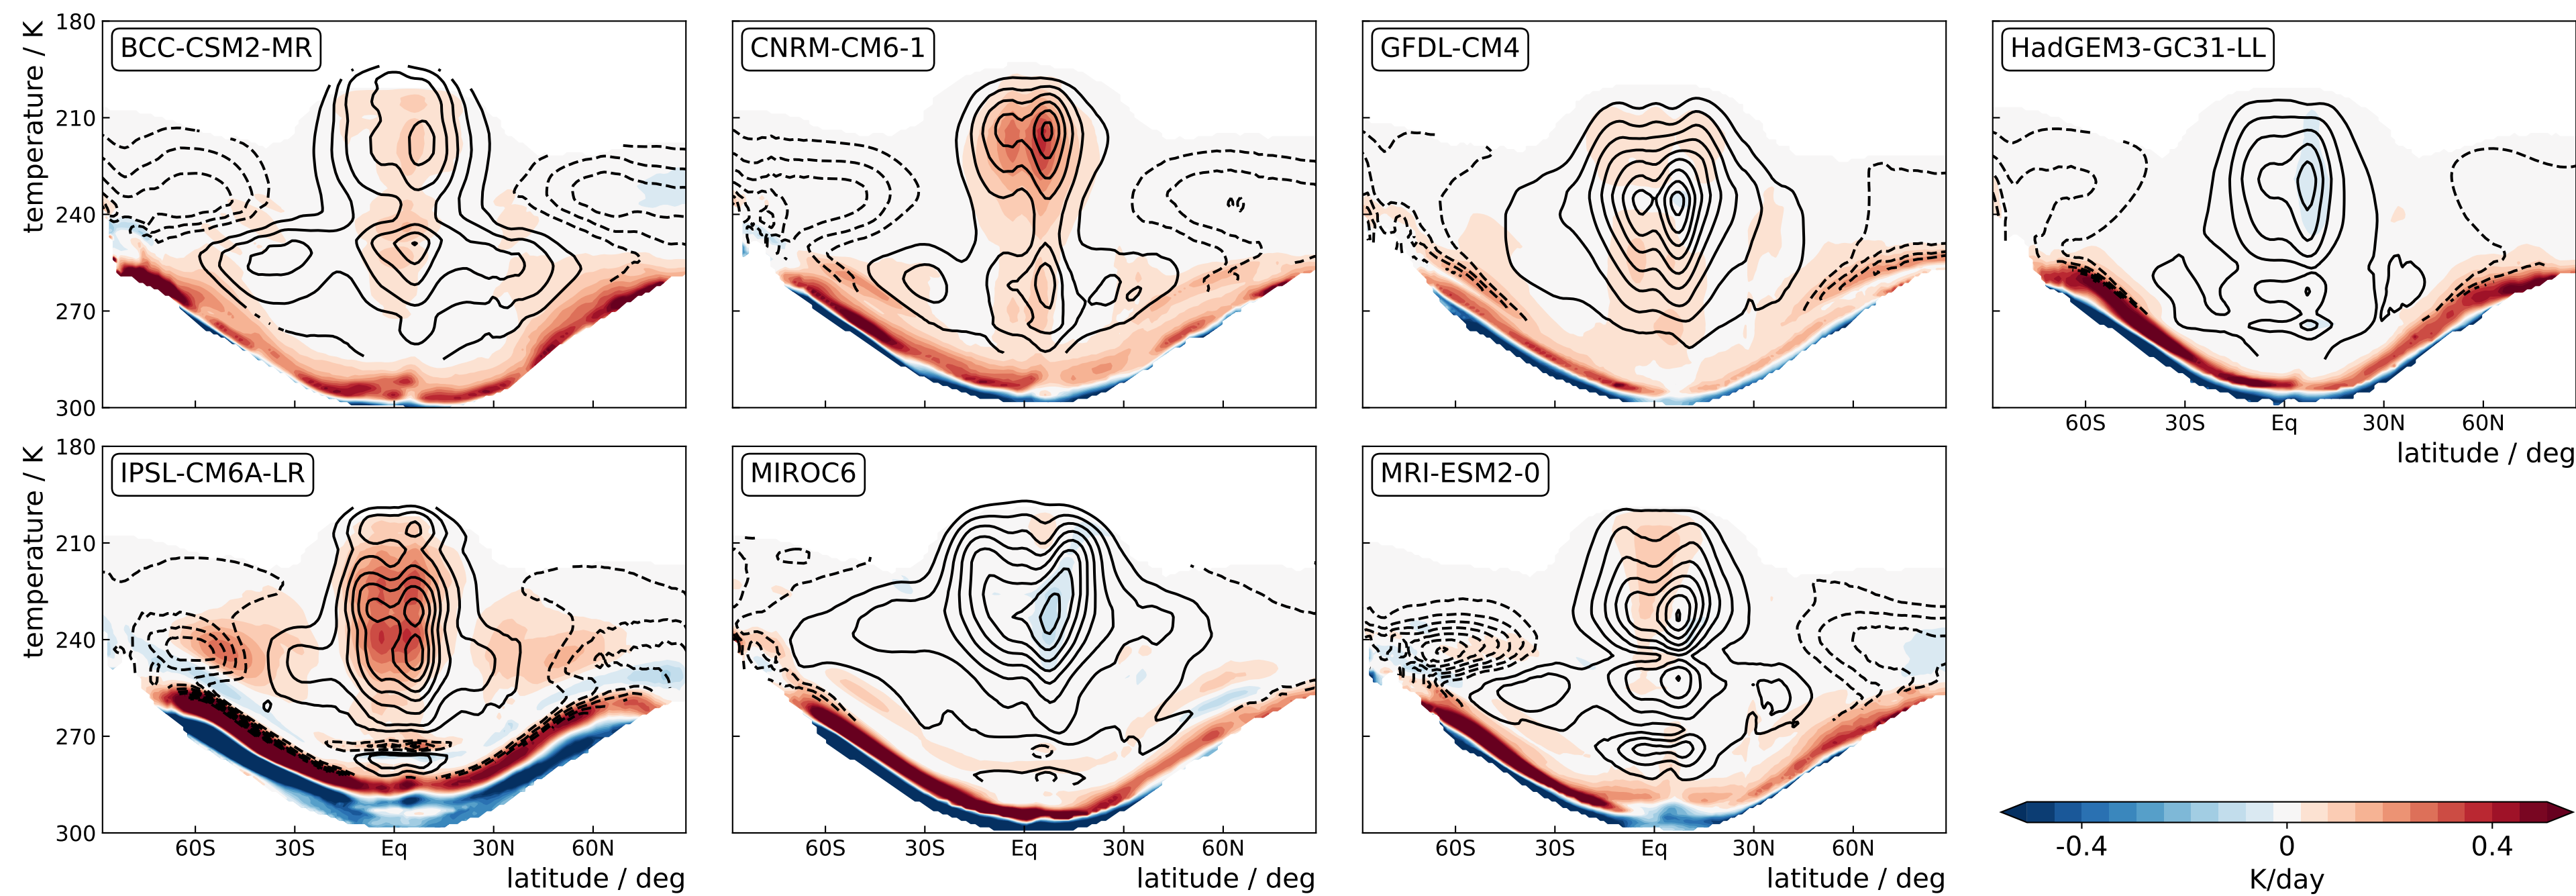 BCC-CSM2-MR
CNRM-CM6-1
GFDL-CM4
HadGEM3-GC31-LL
temperature / K
180
210
240
270
300
60S 30S Eq 30N 60N
latitude / deg
IPSL-CM6A-LR
MIROC6
MRI-ESM2-0
temperature / K
180
210
240
270
300
60S 30S Eq 30N 60N
latitude / deg
60S 30S Eq 30N 60N
latitude / deg
60S 30S Eq 30N 60N
latitude / deg
-0.4 0 0.4
K/day